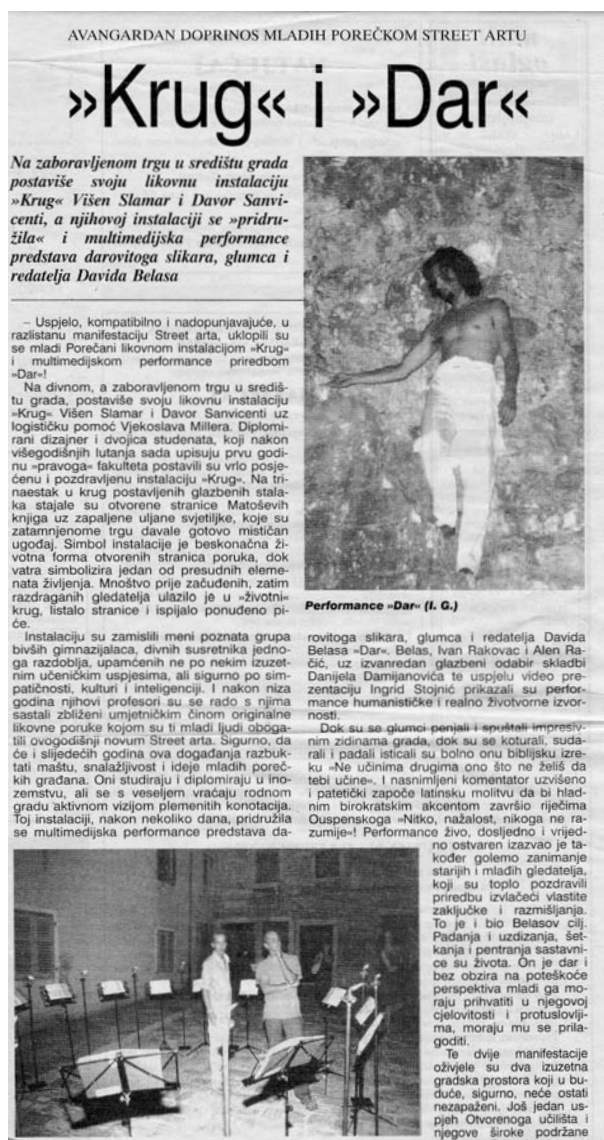 AVANGARDAN DOPRINOS MLADIH POREČKOM STREET ARTU
»Krug« i »Dar«
Na zaboravljenom trgu u središtu grada
postaviše svoju likovnu instalaciju
»Krug« Višen Slamar i Davor Sanvi-
centi, a njihovoj instalaciji se »pridru-
žila« i multimedijska performance
predstava darovitoga slikara, glumca i
redatelja Davida Belasa
– Uspjelo, kompatibilno i nadopunjavajuće, u
razlistanu manifestaciju Street arta, uklopili su
se mladi Porečani likovnom instalacijom »Krug«
i multimedijskom performance priredbom
»Dar«!
Na divnom, a zaboravljenom trgu u središ-
tu grada, postaviše svoju likovnu instalaciju
»Krug« Višen Slamar i Davor Sanvicenti uz
logističku pomoć Vjekoslava Millera. Diplomi-
rani dizajner i dvojica studenata, koji nakon
višegodišnjih lutanja sada upisuju prvu godi-
nu »pravoga« fakulteta postavili su vrlo posje-
ćenu i pozdravljenu instalaciju »Krug«. Na tri-
naestak u krug postavljenih glazbenih stala-
ka stajale su otvorene stranice Matoševih
knjiga uz zapaljene uljane svjetiljke, koje su
zatamnjenome trgu davale gotovo mističan
ugođaj. Simbol instalacije je beskonačna ži-
votna forma otvorenih stranica poruka, dok
vatra simbolizira jedan od presudnih eleme-
nata življenja. Mnoštvo prije začuđenih, zatim
razdraganih gledatelja ulazilo je u »životni«
krug, listalo stranice i ispijalo ponuđeno pi-
će.
Instalaciju su zamislili meni poznata grupa
bivših gimnazijalaca, divnih susretnika jedno-
ga razdoblja, upamćenih ne po nekim izuzet-
nim učeničkim uspjesima, ali sigurno po sim-
patičnosti, kulturi i inteligenciji. I nakon niza
godina njihovi profesori su se rado s njima
sastali zbliženi umjetničkim činom originalne
likovne poruke kojom su ti mladi ljudi oboga-
tili ovogodišnji novum Street arta. Sigurno, da
će i slijedećih godina ova događanja razbuk-
tati maštu, snalažljivost i ideje mladih poreč-
kih građana. Oni studiraju i diplomiraju u ino-
zemstvu, ali se s veseljem vraćaju rodnom
gradu aktivnom vizijom plemenitih konotacija.
Toj instalaciji, nakon nekoliko dana, pridružila
se multimedijska performance predstava da-
Performance »Dar« (I. G.)
rovitoga slikara, glumca i redatelja Davida
Belasa »Dar«. Belas, Ivan Rakovac i Alen Ra-
čić, uz izvanredan glazbeni odabir skladbi
Danijela Damijanovića te uspjelu video pre-
zentaciju Ingrid Stojnić prikazali su perfor-
mance humanističke i realno životvorne izvor-
nosti.
Dok su se glumci penjali i spuštali impresiv-
nim zidinama grada, dok su se koturali, suda-
rali i padali isticali su bolno onu biblijsku izre-
ku »Ne učinima drugima ono što ne želiš da
tebi učine«. I nasnimljeni komentator uzvišeno
i patetički započe latinsku molitvu da bi hlad-
nim birokratskim akcentom završio riječima
Ouspenskoga »Nitko, nažalost, nikoga ne ra-
zumije«! Performance živo, dosljedno i vrijed-
no ostvaren izazvao je ta-
kođer golemo zanimanje
starijih i mlađih gledatelja,
koji su toplo pozdravili
priredbu izvlačeći vlastite
zaključke i razmišljanja.
To je i bio Belasov cilj.
Padanja i uzdizanja, šet-
kanja i pentranja sastavni-
ce su života. On je dar i
bez obzira na poteškoće
perspektiva mladi ga mo-
raju prihvatiti u njegovoj
cjelovitosti i protuslovlji-
ma, moraju mu se prila-
goditi.
Te dvije manifestacije
oživjele su dva izuzetna
gradska prostora koji u bu-
duće, sigurno, neće ostati
nezapaženi. Još jedan us-
pjeh Otvorenoga učilišta i
njegove široke podržane